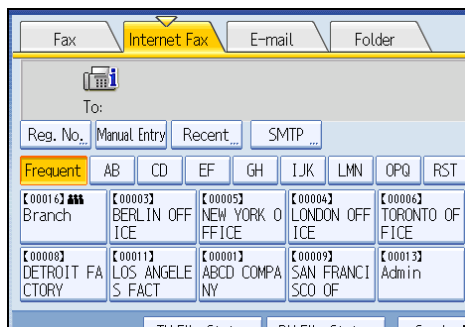 Fax Internet Fax E-mail Folder
To:
Reg. No. Manual Entry Recent SMTP
Frequent AB CD EF GH IJK LMN OPQ RST
【00016】 【00003】 【00005】 【00004】 【00006】
Branch BERLIN OFF NEW YORK O LONDON OFF TORONTO OF
ICE FFICE ICE FICE
【00008】 【00011】 【00001】 【00009】 【00013】
DETROIT FA LOS ANGELE ABCD COMPA SAN FRANCI Admin
CTORY S FACT NY SCO OF